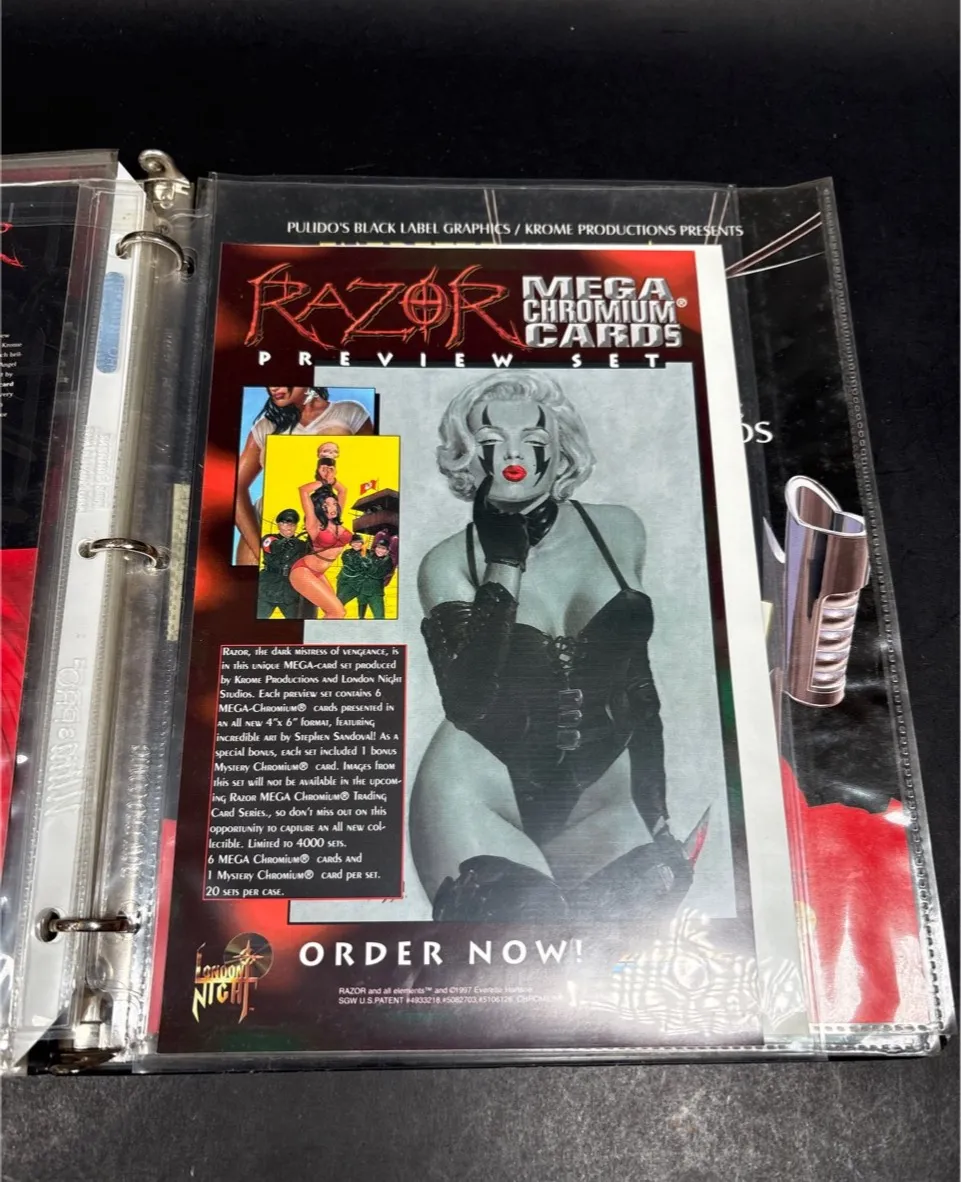 PULIDO'S BLACK LABEL GRAPHICS / KROME PRODUCTIONS PRESENTS
RAZOR
MEGA
CHROMIUM®
CARDS
PREVIEW SET
Razor, the dark mistress of vengeance, is
in this unique MEGA-card set produced
by Krome Productions and London Night
Studios. Each preview set contains 6
MEGA-Chromium® cards presented in
an all new 4"x 6" format, featuring
incredible art by Stephen Sandoval! As a
special bonus, each set included 1 bonus
Mystery Chromium® card. Images from
this set will not be available in the upcom-
ing Razor MEGA Chromium® Trading
Card Series., so don't miss out on this
opportunity to capture an all new col-
lectible. Limited to 4000 sets.
6 MEGA Chromium® cards and
1 Mystery Chromium® card per set.
20 sets per case.
ORDER NOW!
LONDON
NIGHT
RAZOR and all elements™ and ©1997 Everette
SGW U.S.PATENT #4933218,#5082703,#5106126,